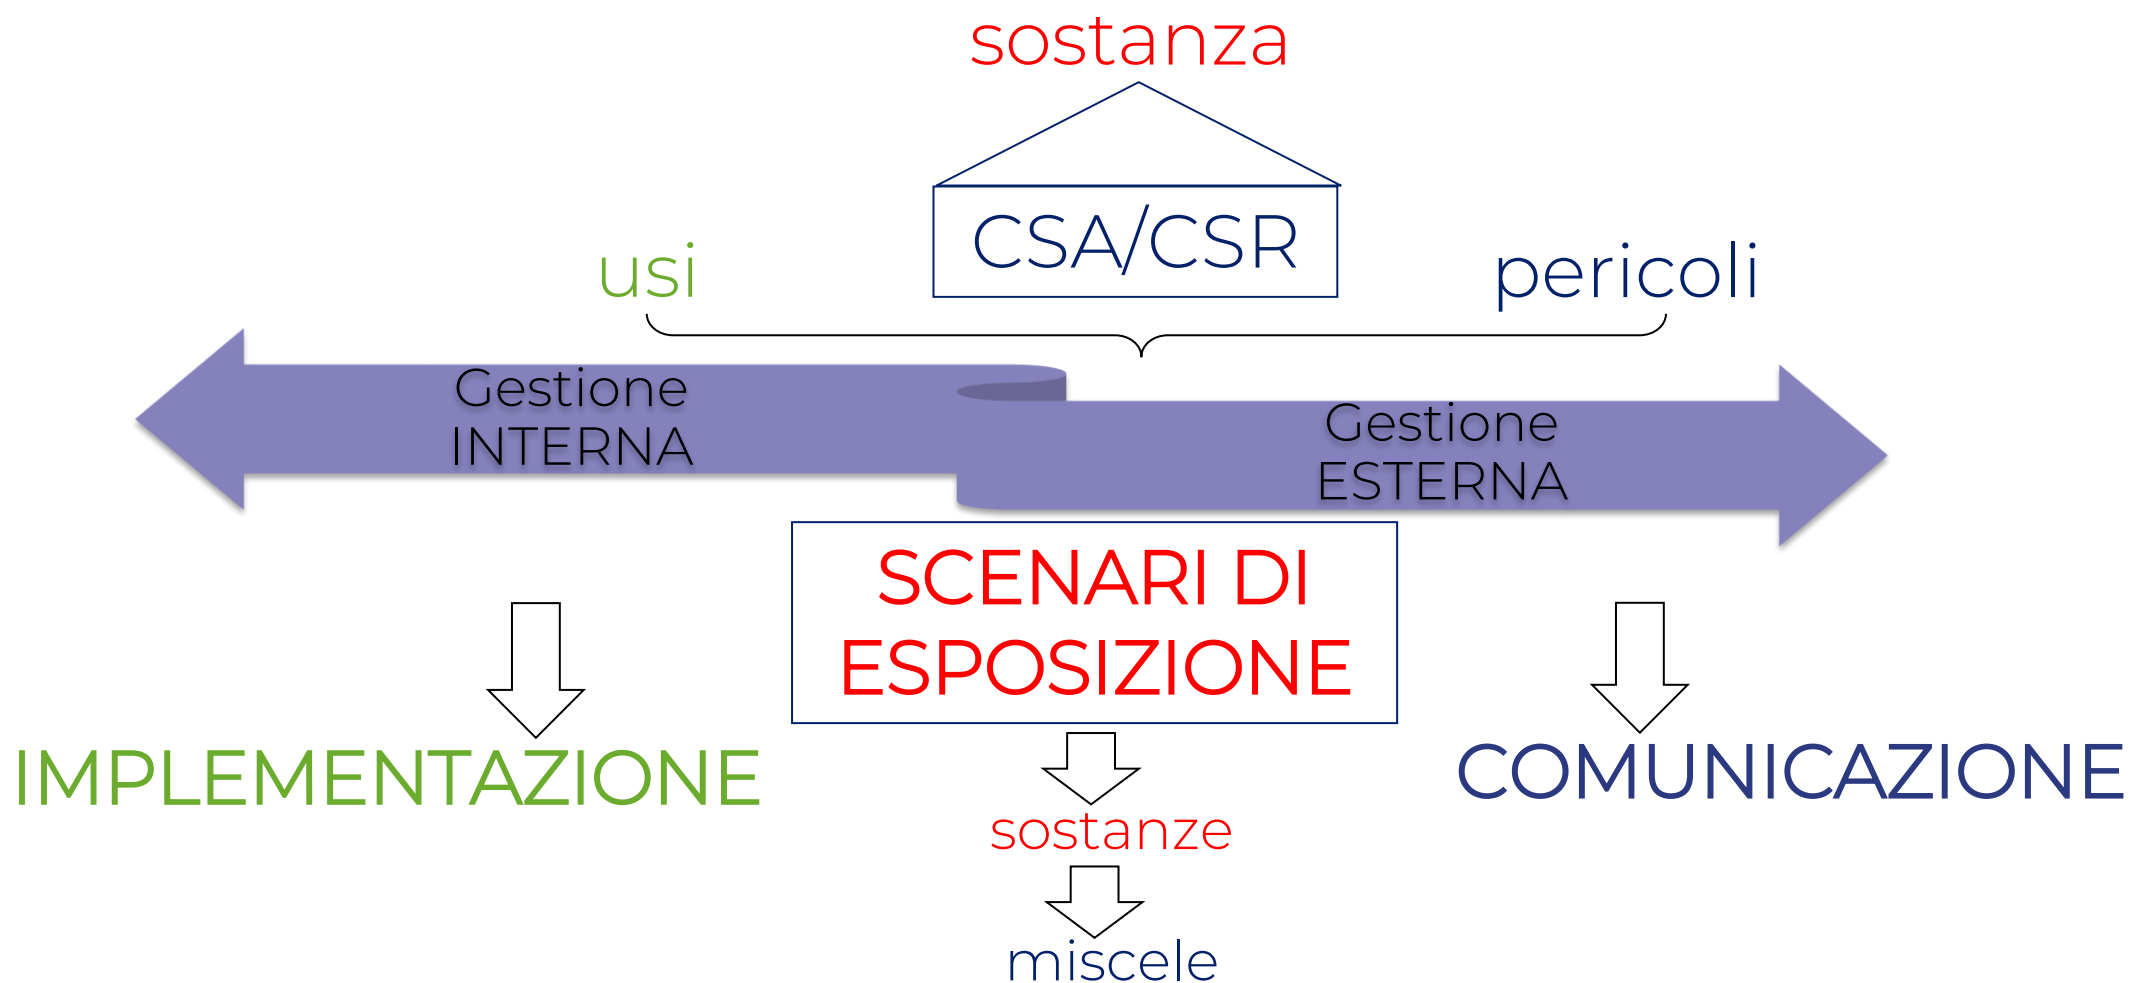 sostanza
CSA/CSR
usi
pericoli
Gestione
INTERNA
Gestione
ESTERNA
SCENARI DI
ESPOSIZIONE
IMPLEMENTAZIONE
COMUNICAZIONE
sostanze
miscele